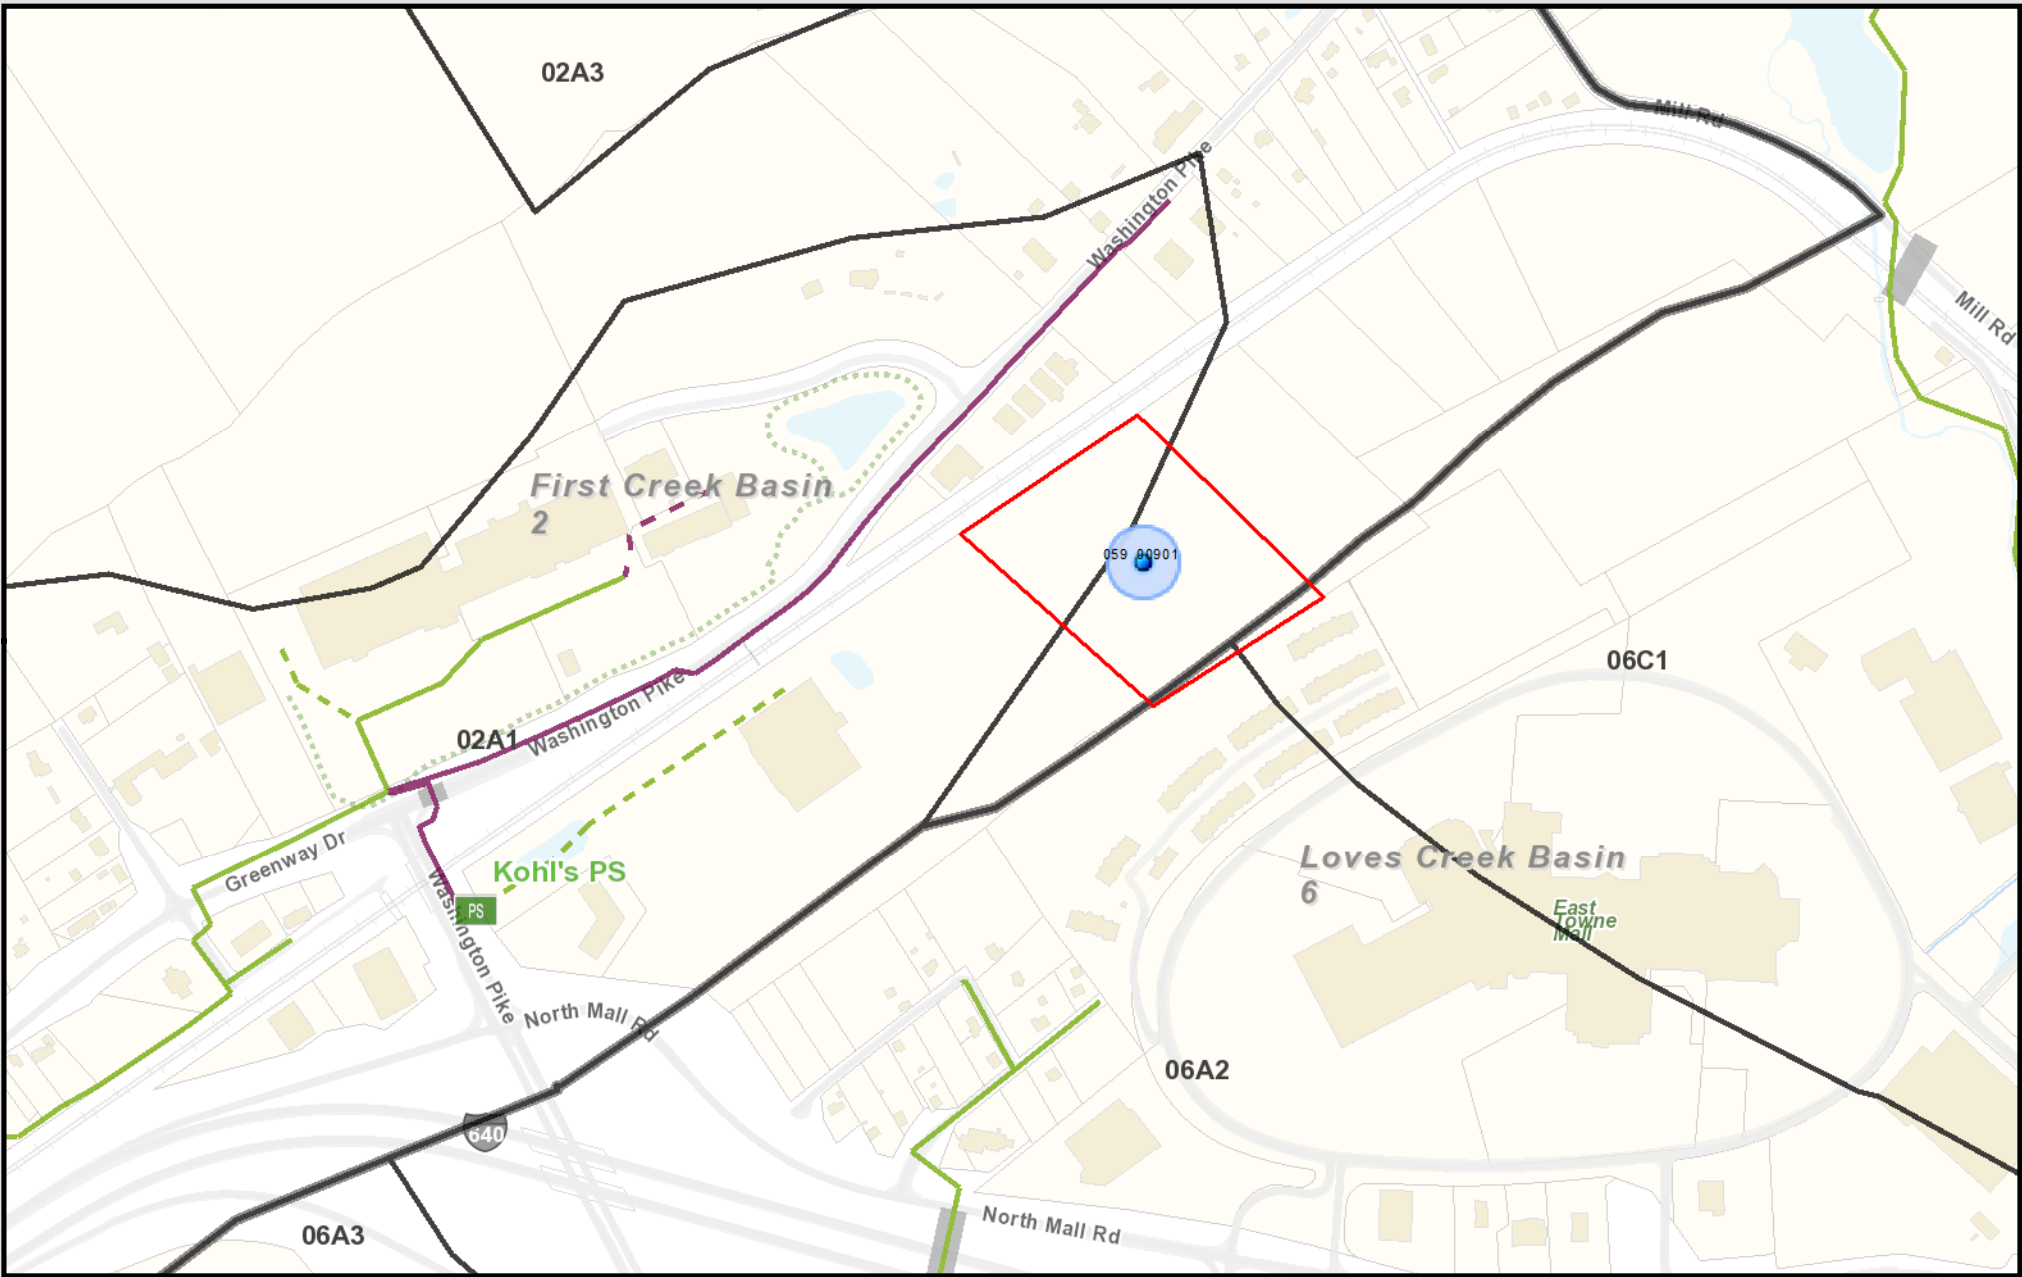 02A3
Mill Rd
Washington Pike
Mill Rd
First Creek Basin
2
059 00901
06C1
Washington Pike
02A1
Greenway Dr
Kohl's PS
PS
Washington Pike
Loves Creek Basin
6
East
Towne
Mall
North Mall Rd
06A2
640
06A3
North Mall Rd